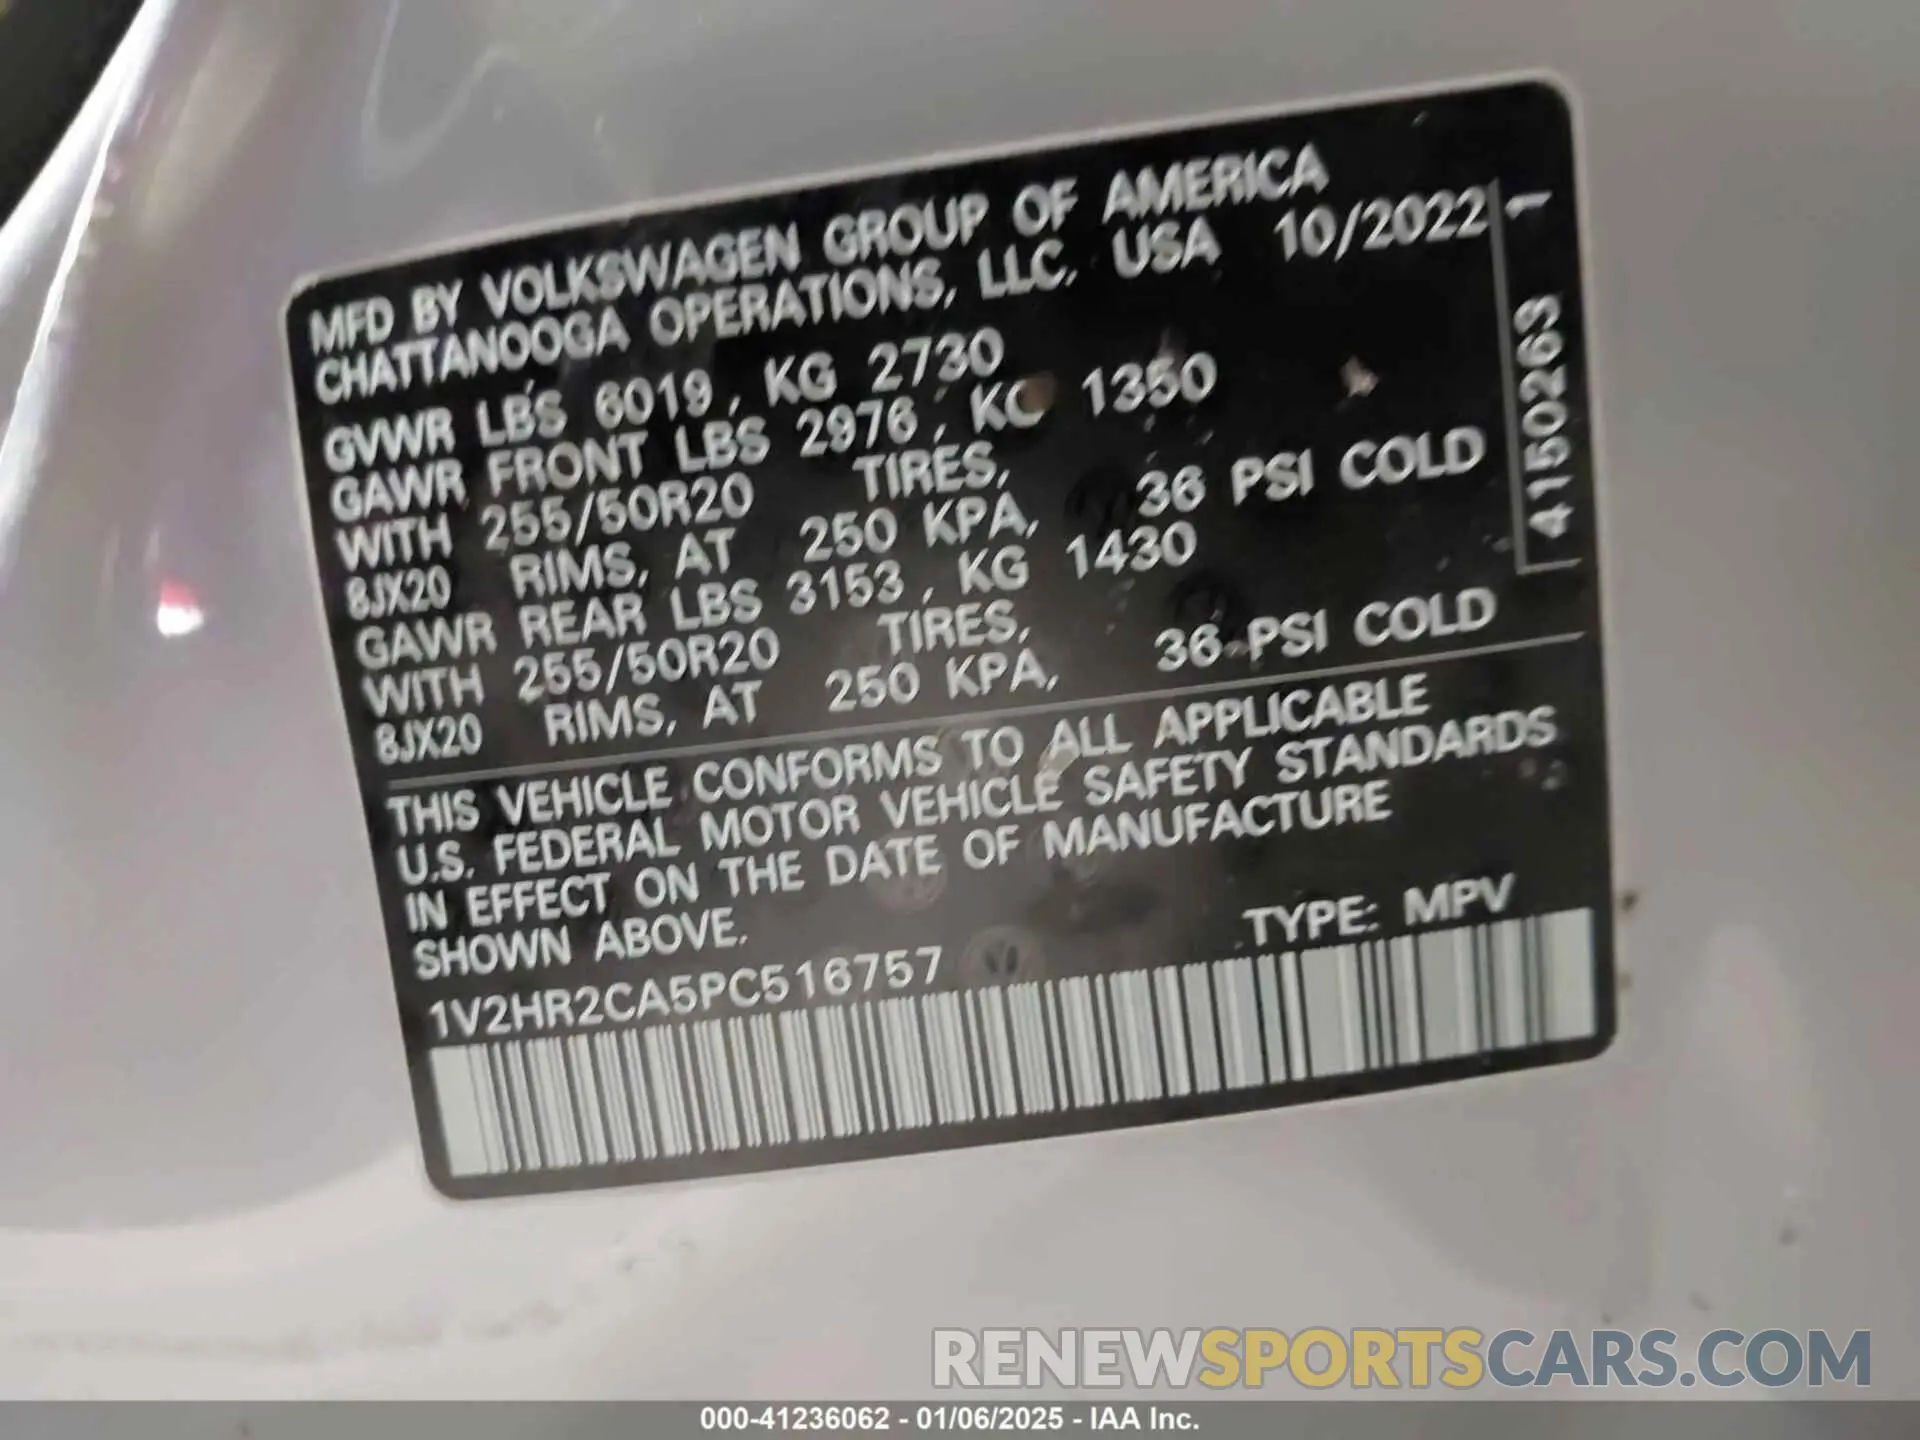 MFD BY VOLKSWAGEN GROUP OF AMERICA
CHATTANOOGA OPERATIONS, LLC. USA 10/2022
GVWR LBS 6019, KG 2730
GAWR FRONT LBS 2976, KG 1350
WITH 255/50R20 TIRES,
8JX20 RIMS, AT 250 KPA, 36 PSI COLD
GAWR REAR LBS 3153, KG 1430
WITH 255/50R20 TIRES,
8JX20 RIMS, AT 250 KPA, 36 PSI COLD
4150263 1
THIS VEHICLE CONFORMS TO ALL APPLICABLE
U.S. FEDERAL MOTOR VEHICLE SAFETY STANDARDS
IN EFFECT ON THE DATE OF MANUFACTURE
SHOWN ABOVE.
TYPE: MPV
1V2HR2CA5PC516757
RENEWSPORTSCARS.COM
000-41236062 - 01/06/2025 - IAA Inc.